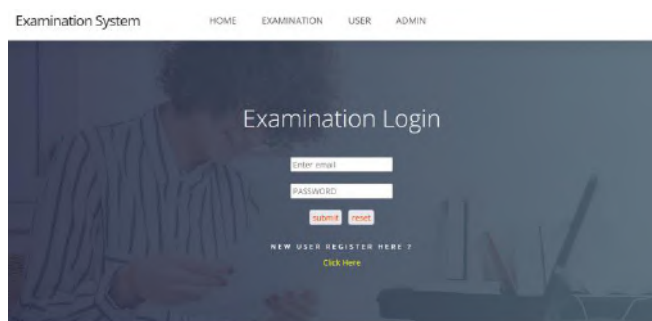 Examination System HOME EXAMINATION USER ADMIN
Examination Login
Enter email
PASSWORD
submit reset
NEW USER REGISTER HERE ?
Click Here